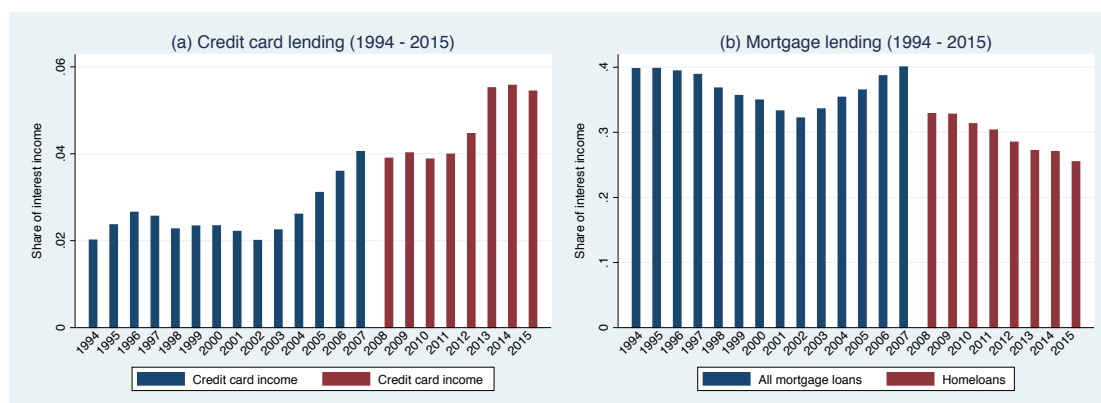 (a) Credit card lending (1994 - 2015)
Share of interest income
.06
.04
.02
0
1994 1995 1996 1997 1998 1999 2000 2001 2002 2003 2004 2005 2006 2007 2008 2009 2010 2011 2012 2013 2014 2015
Credit card income Credit card income
(b) Mortgage lending (1994 - 2015)
Share of interest income
.4
.3
.2
.1
0
1994 1995 1996 1997 1998 1999 2000 2001 2002 2003 2004 2005 2006 2007 2008 2009 2010 2011 2012 2013 2014 2015
All mortgage loans Homeloans